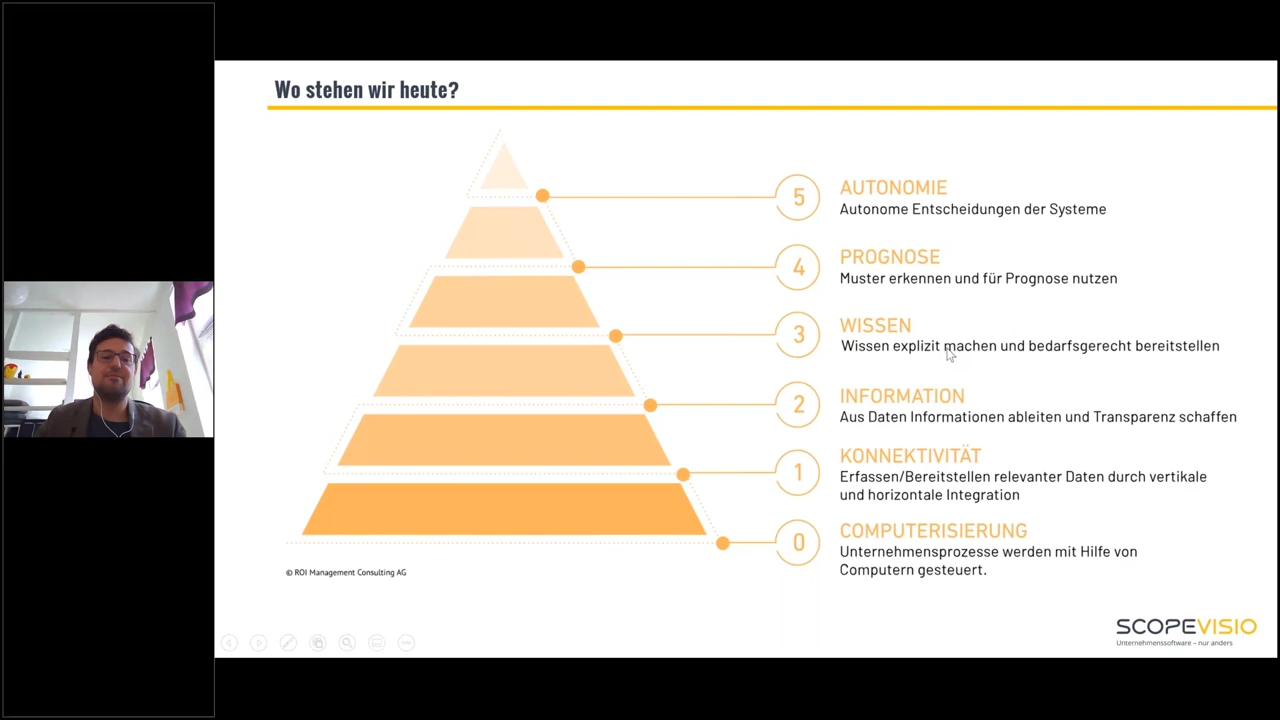 Wo stehen wir heute?
5
AUTONOMIE
Autonome Entscheidungen der Systeme
4
PROGNOSE
Muster erkennen und für Prognose nutzen
3
WISSEN
Wissen explizit machen und bedarfsgerecht bereitstellen
2
INFORMATION
Aus Daten Informationen ableiten und Transparenz schaffen
1
KONNEKTIVITÄT
Erfassen/Bereitstellen relevanter Daten durch vertikale
und horizontale Integration
0
COMPUTERISIERUNG
Unternehmensprozesse werden mit Hilfe von
Computern gesteuert.
© ROI Management Consulting AG
SCOPEVISIO
Unternehmenssoftware – nur anders